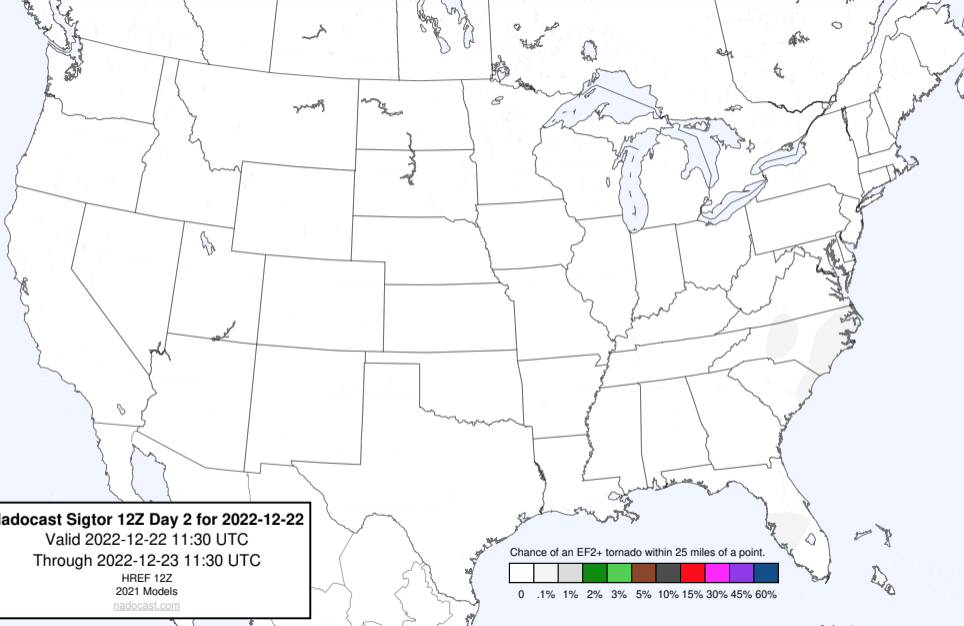 adocast Sigtor 12Z Day 2 for 2022-12-22
Valid 2022-12-22 11:30 UTC
Through 2022-12-23 11:30 UTC
HREF 12Z
2021 Models
nadocast.com
Chance of an EF2+ tornado within 25 miles of a point.
0 .1% 1% 2% 3% 5% 10% 15% 30% 45% 60%